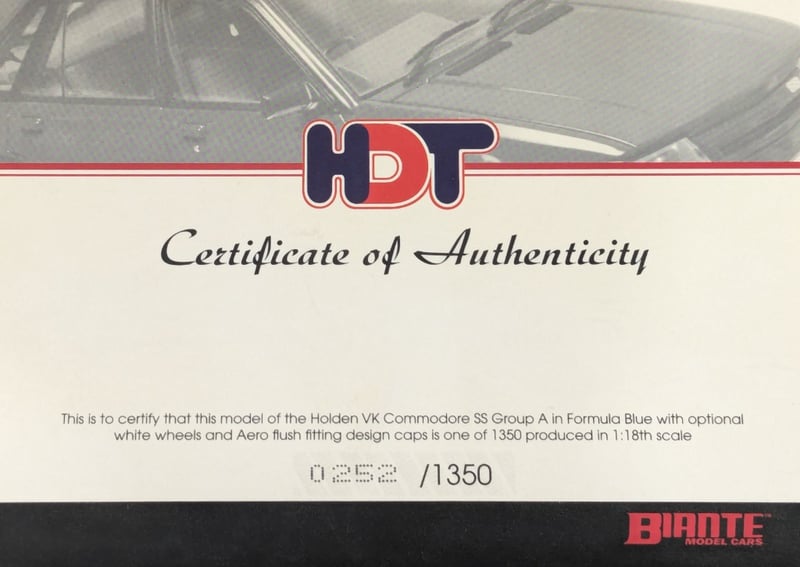 HDT
Certificate of Authenticity
This is to certify that this model of the Holden VK Commodore SS Group A in Formula Blue with optional
white wheels and Aero flush fitting design caps is one of 1350 produced in 1:18th scale
0252 /1350
BIANTE™
MODEL CARS